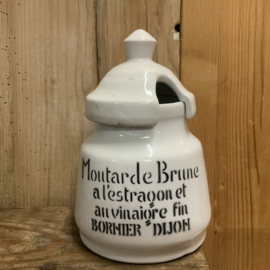 Moutarde Brune
a l'estragon et
au vinaigre fin
BORNIER DIJON